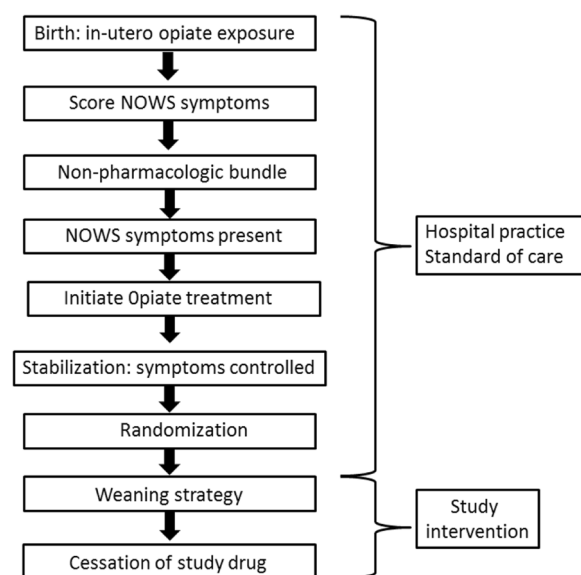 Birth: in-utero opiate exposure
Score NOWS symptoms
Non-pharmacologic bundle
NOWS symptoms present
Initiate Opiate treatment
Stabilization: symptoms controlled
Randomization
Weaning strategy
Cessation of study drug
Hospital practice
Standard of care
Study
intervention